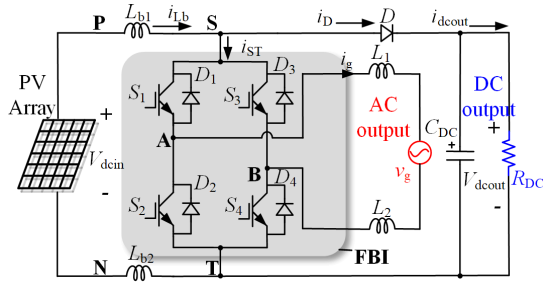 P
Lb1
iLb
S
iD
D
idcout
iST
ig
L1
PV
Array
S1
D1
S3
D3
AC
output
DC
output
+
Vdcin
-
A
B
vg
CDC
+
Vdcout
+
-
RDC
S2
D2
S4
D4
L2
N
Lb2
T
FBI